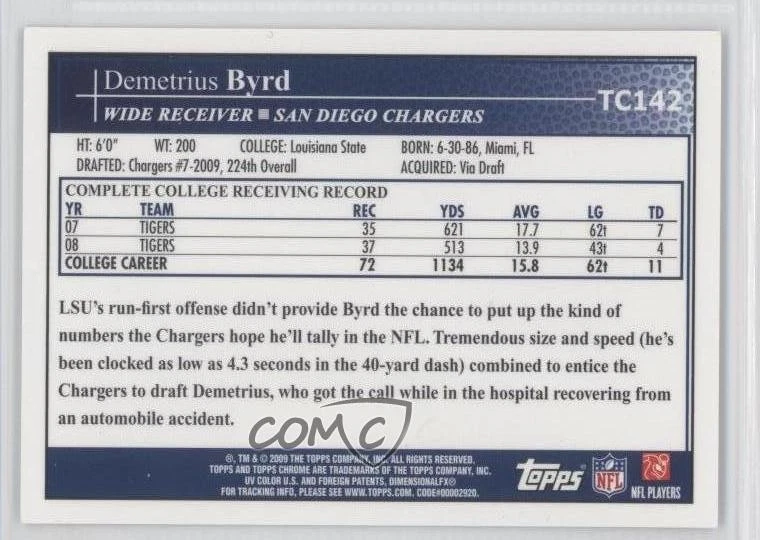 Demetrius Byrd
TC142
WIDE RECEIVER ■ SAN DIEGO CHARGERS
HT: 6'0" WT: 200 COLLEGE: Louisiana State BORN: 6-30-86, Miami, FL
DRAFTED: Chargers #7-2009, 224th Overall ACQUIRED: Via Draft
COMPLETE COLLEGE RECEIVING RECORD
YR TEAM REC YDS AVG LG TD
07 TIGERS 35 621 17.7 62t 7
08 TIGERS 37 513 13.9 43t 4
COLLEGE CAREER 72 1134 15.8 62t 11
LSU's run-first offense didn't provide Byrd the chance to put up the kind of
numbers the Chargers hope he'll tally in the NFL. Tremendous size and speed (he's
been clocked as low as 4.3 seconds in the 40-yard dash) combined to entice the
Chargers to draft Demetrius, who got the call while in the hospital recovering from
an automobile accident.
COMC
®, TM & © 2009 THE TOPPS COMPANY, INC. ALL RIGHTS RESERVED.
TOPPS AND TOPPS CHROME ARE TRADEMARKS OF THE TOPPS COMPANY, INC.
UV COLOR U.S. AND FOREIGN PATENTS, DIMENSIONALFX®
FOR TRACKING INFO, PLEASE SEE WWW.TOPPS.COM. CODE#00002920.
Topps NFL NFL PLAYERS